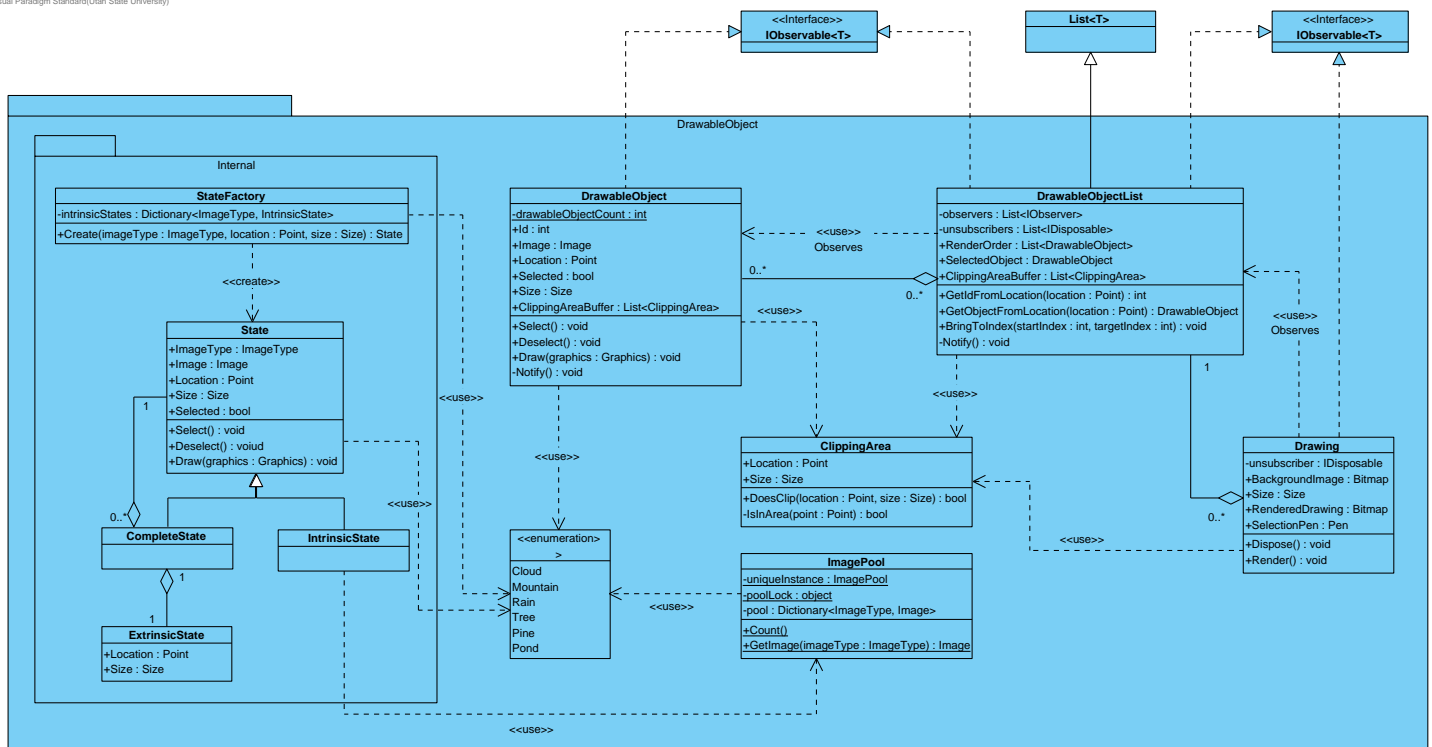 sual Paradigm Standard(Utah State University)
<<Interface>>
IObservable<T>
List<T>
<<Interface>>
IObservable<T>
DrawableObject
Internal
StateFactory
-intrinsicStates : Dictionary<ImageType, IntrinsicState>
+Create(imageType : ImageType, location : Point, size : Size) : State
<<create>>
State
+ImageType : ImageType
+Image : Image
+Location : Point
+Size : Size
+Selected : bool
+Select() : void
+Deselect() : voiud
+Draw(graphics : Graphics) : void
1
0..*
CompleteState
IntrinsicState
1
1
ExtrinsicState
+Location : Point
+Size : Size
<<use>>
<<use>>
<<use>>
DrawableObject
-drawableObjectCount : int
+Id : int
+Image : Image
+Location : Point
+Selected : bool
+Size : Size
+ClippingAreaBuffer : List<ClippingArea>
+Select() : void
+Deselect() : void
+Draw(graphics : Graphics) : void
-Notify() : void
<<use>>
Observes
0..*
0..*
<<use>>
<<use>>
DrawableObjectList
-observers : List<IObserver>
-unsubscribers : List<IDisposable>
+RenderOrder : List<DrawableObject>
+SelectedObject : DrawableObject
+ClippingAreaBuffer : List<ClippingArea>
+GetIdFromLocation(location : Point) : int
+GetObjectFromLocation(location : Point) : DrawableObject
+BringToIndex(startIndex : int, targetIndex : int) : void
-Notify() : void
<<use>>
Observes
1
0..*
<<use>>
ClippingArea
+Location : Point
+Size : Size
+DoesClip(location : Point, size : Size) : bool
-IsInArea(point : Point) : bool
Drawing
-unsubscriber : IDisposable
+BackgroundImage : Bitmap
+Size : Size
+RenderedDrawing : Bitmap
+SelectionPen : Pen
+Dispose() : void
+Render() : void
<<use>>
<<enumeration>
>
Cloud
Mountain
Rain
Tree
Pine
Pond
<<use>>
ImagePool
-uniqueInstance : ImagePool
-poolLock : object
-pool : Dictionary<ImageType, Image>
+Count()
+GetImage(imageType : ImageType) : Image